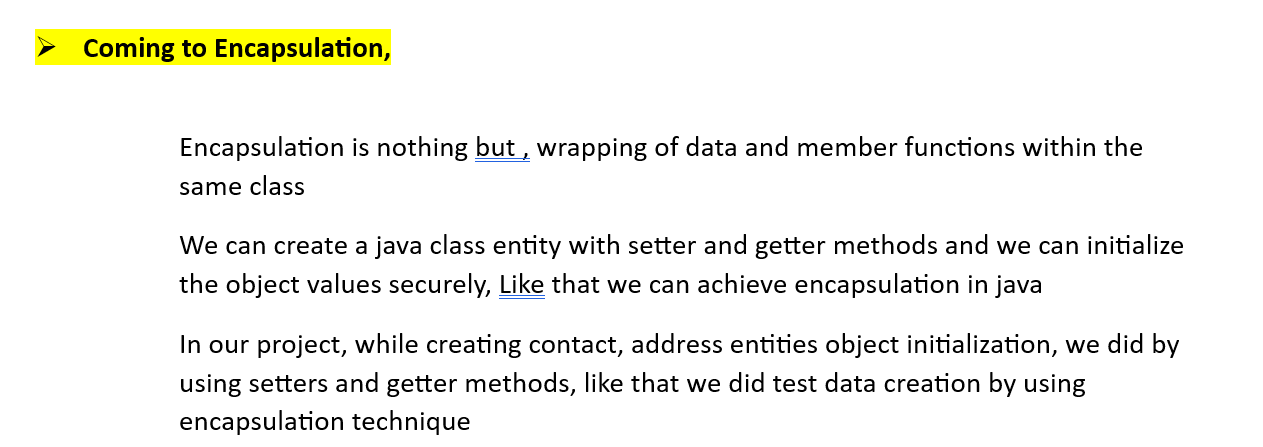 ➢ Coming to Encapsulation,
Encapsulation is nothing but , wrapping of data and member functions within the
same class
We can create a java class entity with setter and getter methods and we can initialize
the object values securely, Like that we can achieve encapsulation in java
In our project, while creating contact, address entities object initialization, we did by
using setters and getter methods, like that we did test data creation by using
encapsulation technique